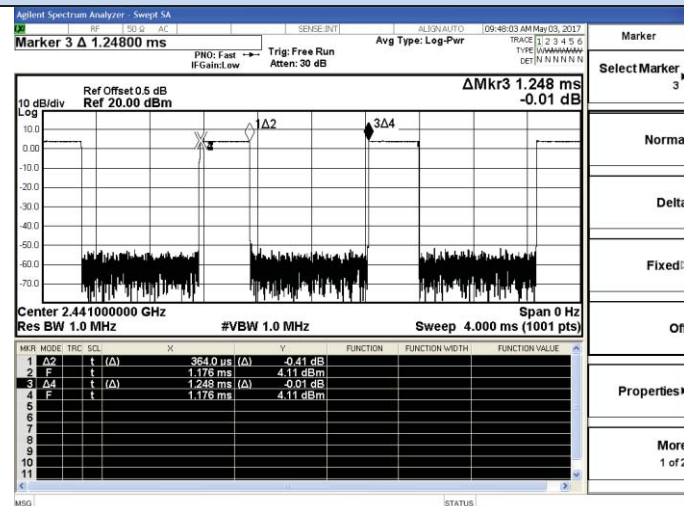 Agilent Spectrum Analyzer - Swept SA
RF 50 Ω AC SENSE:INT ALIGN AUTO 09:48:03 AM May 03, 2017
Marker 3 Δ 1.24800 ms
PNO: Fast Trig: Free Run Avg Type: Log-Pwr TRACE 1 2 3 4 5 6
IFGain:Low Atten: 30 dB TYPE
DET N N N N N N
Marker
Select Marker
3
Ref Offset 0.5 dB ΔMkr3 1.248 ms
10 dB/div Ref 20.00 dBm -0.01 dB
Log
10.0
0.00
-10.0
-20.0
-30.0
-40.0
-50.0
-60.0
-70.0
1Δ2
3Δ4
Center 2.441000000 GHz Span 0 Hz
Res BW 1.0 MHz #VBW 1.0 MHz Sweep 4.000 ms (1001 pts)
MKR MODE TRC SCL X Y FUNCTION FUNCTION WIDTH FUNCTION VALUE
1 Δ2 t (Δ) 364.0 µs (Δ) -0.41 dB
2 F t 1.176 ms 4.11 dBm
3 Δ4 t (Δ) 1.248 ms (Δ) -0.01 dB
4 F t 1.176 ms 4.11 dBm
5
6
7
8
9
10
11
Norma
Delta
Fixed
Of
Properties
More
1 of 2
MSG STATUS